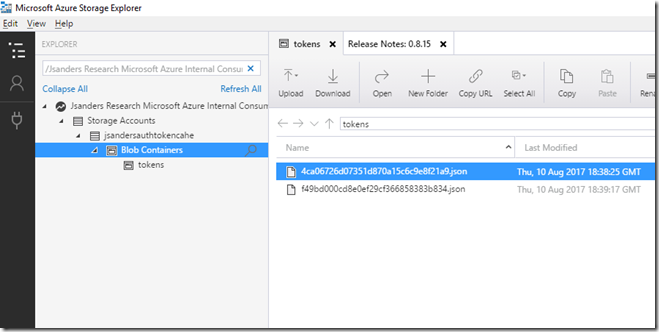 Microsoft Azure Storage Explorer
Edit View Help
EXPLORER
/Jsanders Research Microsoft Azure Internal Consu
Collapse All Refresh All
Jsanders Research Microsoft Azure Internal Consum
Storage Accounts
jsandersauthtokencahe
Blob Containers
tokens
tokens Release Notes: 0.8.15
Upload Download Open New Folder Copy URL Select All Copy Paste Renam
tokens
Name Last Modified
4ca06726d07351d870a15c6c9e8f21a9.json Thu, 10 Aug 2017 18:38:25 GMT
f49bd000cd8e0ef29cf366858383b834.json Thu, 10 Aug 2017 18:39:17 GMT